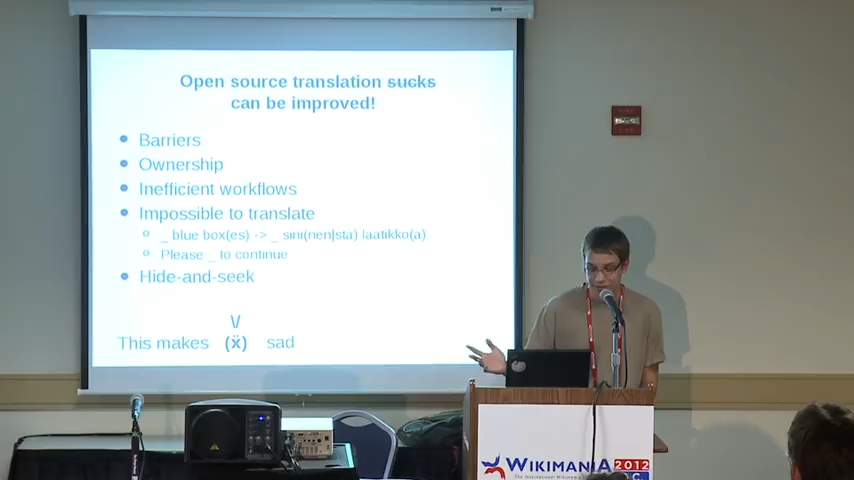 Open source translation sucks
can be improved!
Barriers
Ownership
Inefficient workflows
Impossible to translate
_ blue box(es) -> _ sini(nen|sta) laatikko(a)
Please _ to continue
Hide-and-seek
\/
This makes (ẍ) sad
WIKIMANIA 2012